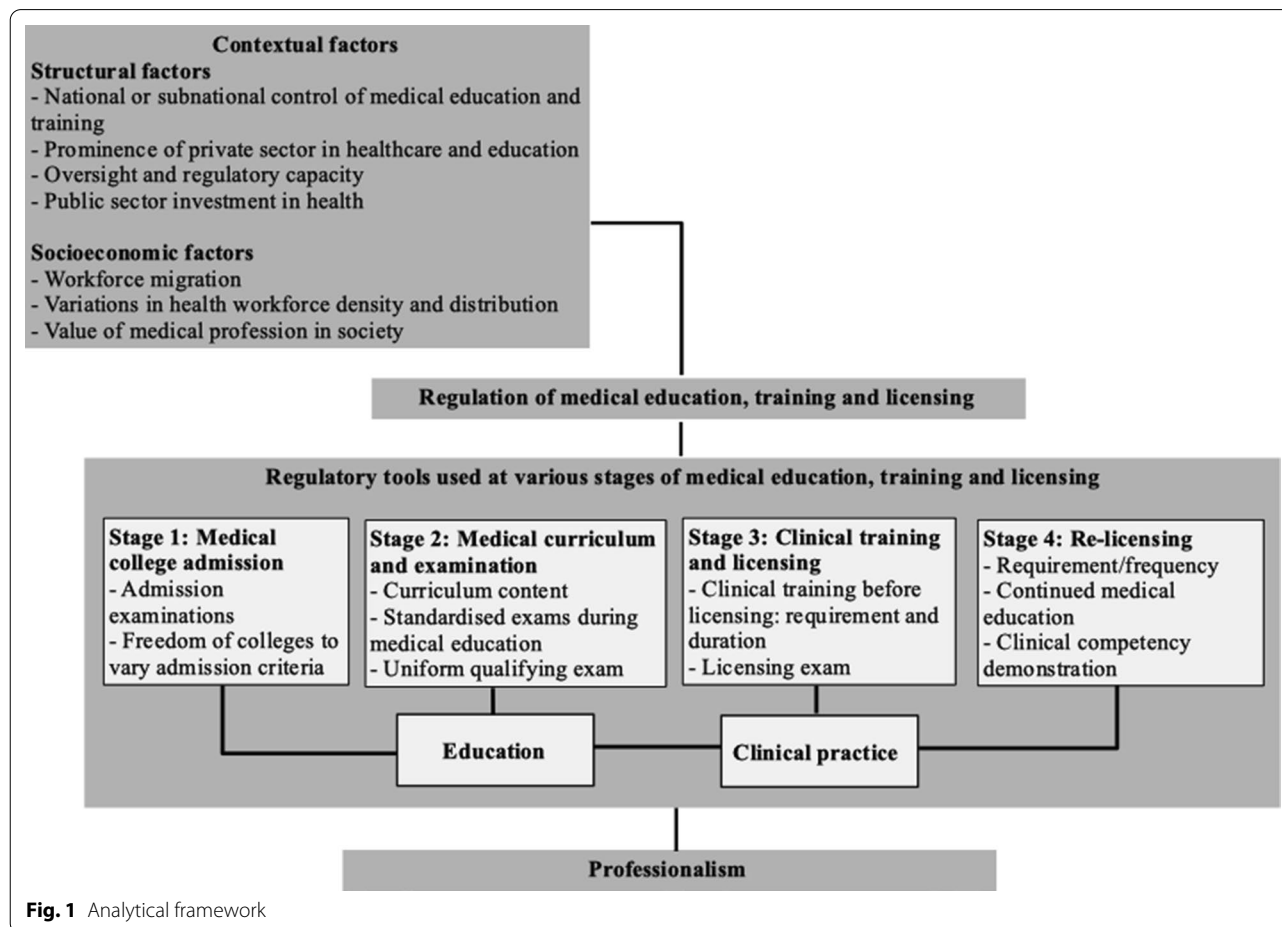 Contextual factors
Structural factors
- National or subnational control of medical education and
training
- Prominence of private sector in healthcare and education
- Oversight and regulatory capacity
- Public sector investment in health
Socioeconomic factors
- Workforce migration
- Variations in health workforce density and distribution
- Value of medical profession in society
Regulation of medical education, training and licensing
Regulatory tools used at various stages of medical education, training and licensing
Stage 1: Medical
college admission
- Admission
examinations
- Freedom of colleges to
vary admission criteria
Stage 2: Medical curriculum
and examination
- Curriculum content
- Standardised exams during
medical education
- Uniform qualifying exam
Stage 3: Clinical training
and licensing
- Clinical training before
licensing: requirement and
duration
- Licensing exam
Stage 4: Re-licensing
- Requirement/frequency
- Continued medical
education
- Clinical competency
demonstration
Education
Clinical practice
Professionalism
Fig. 1 Analytical framework